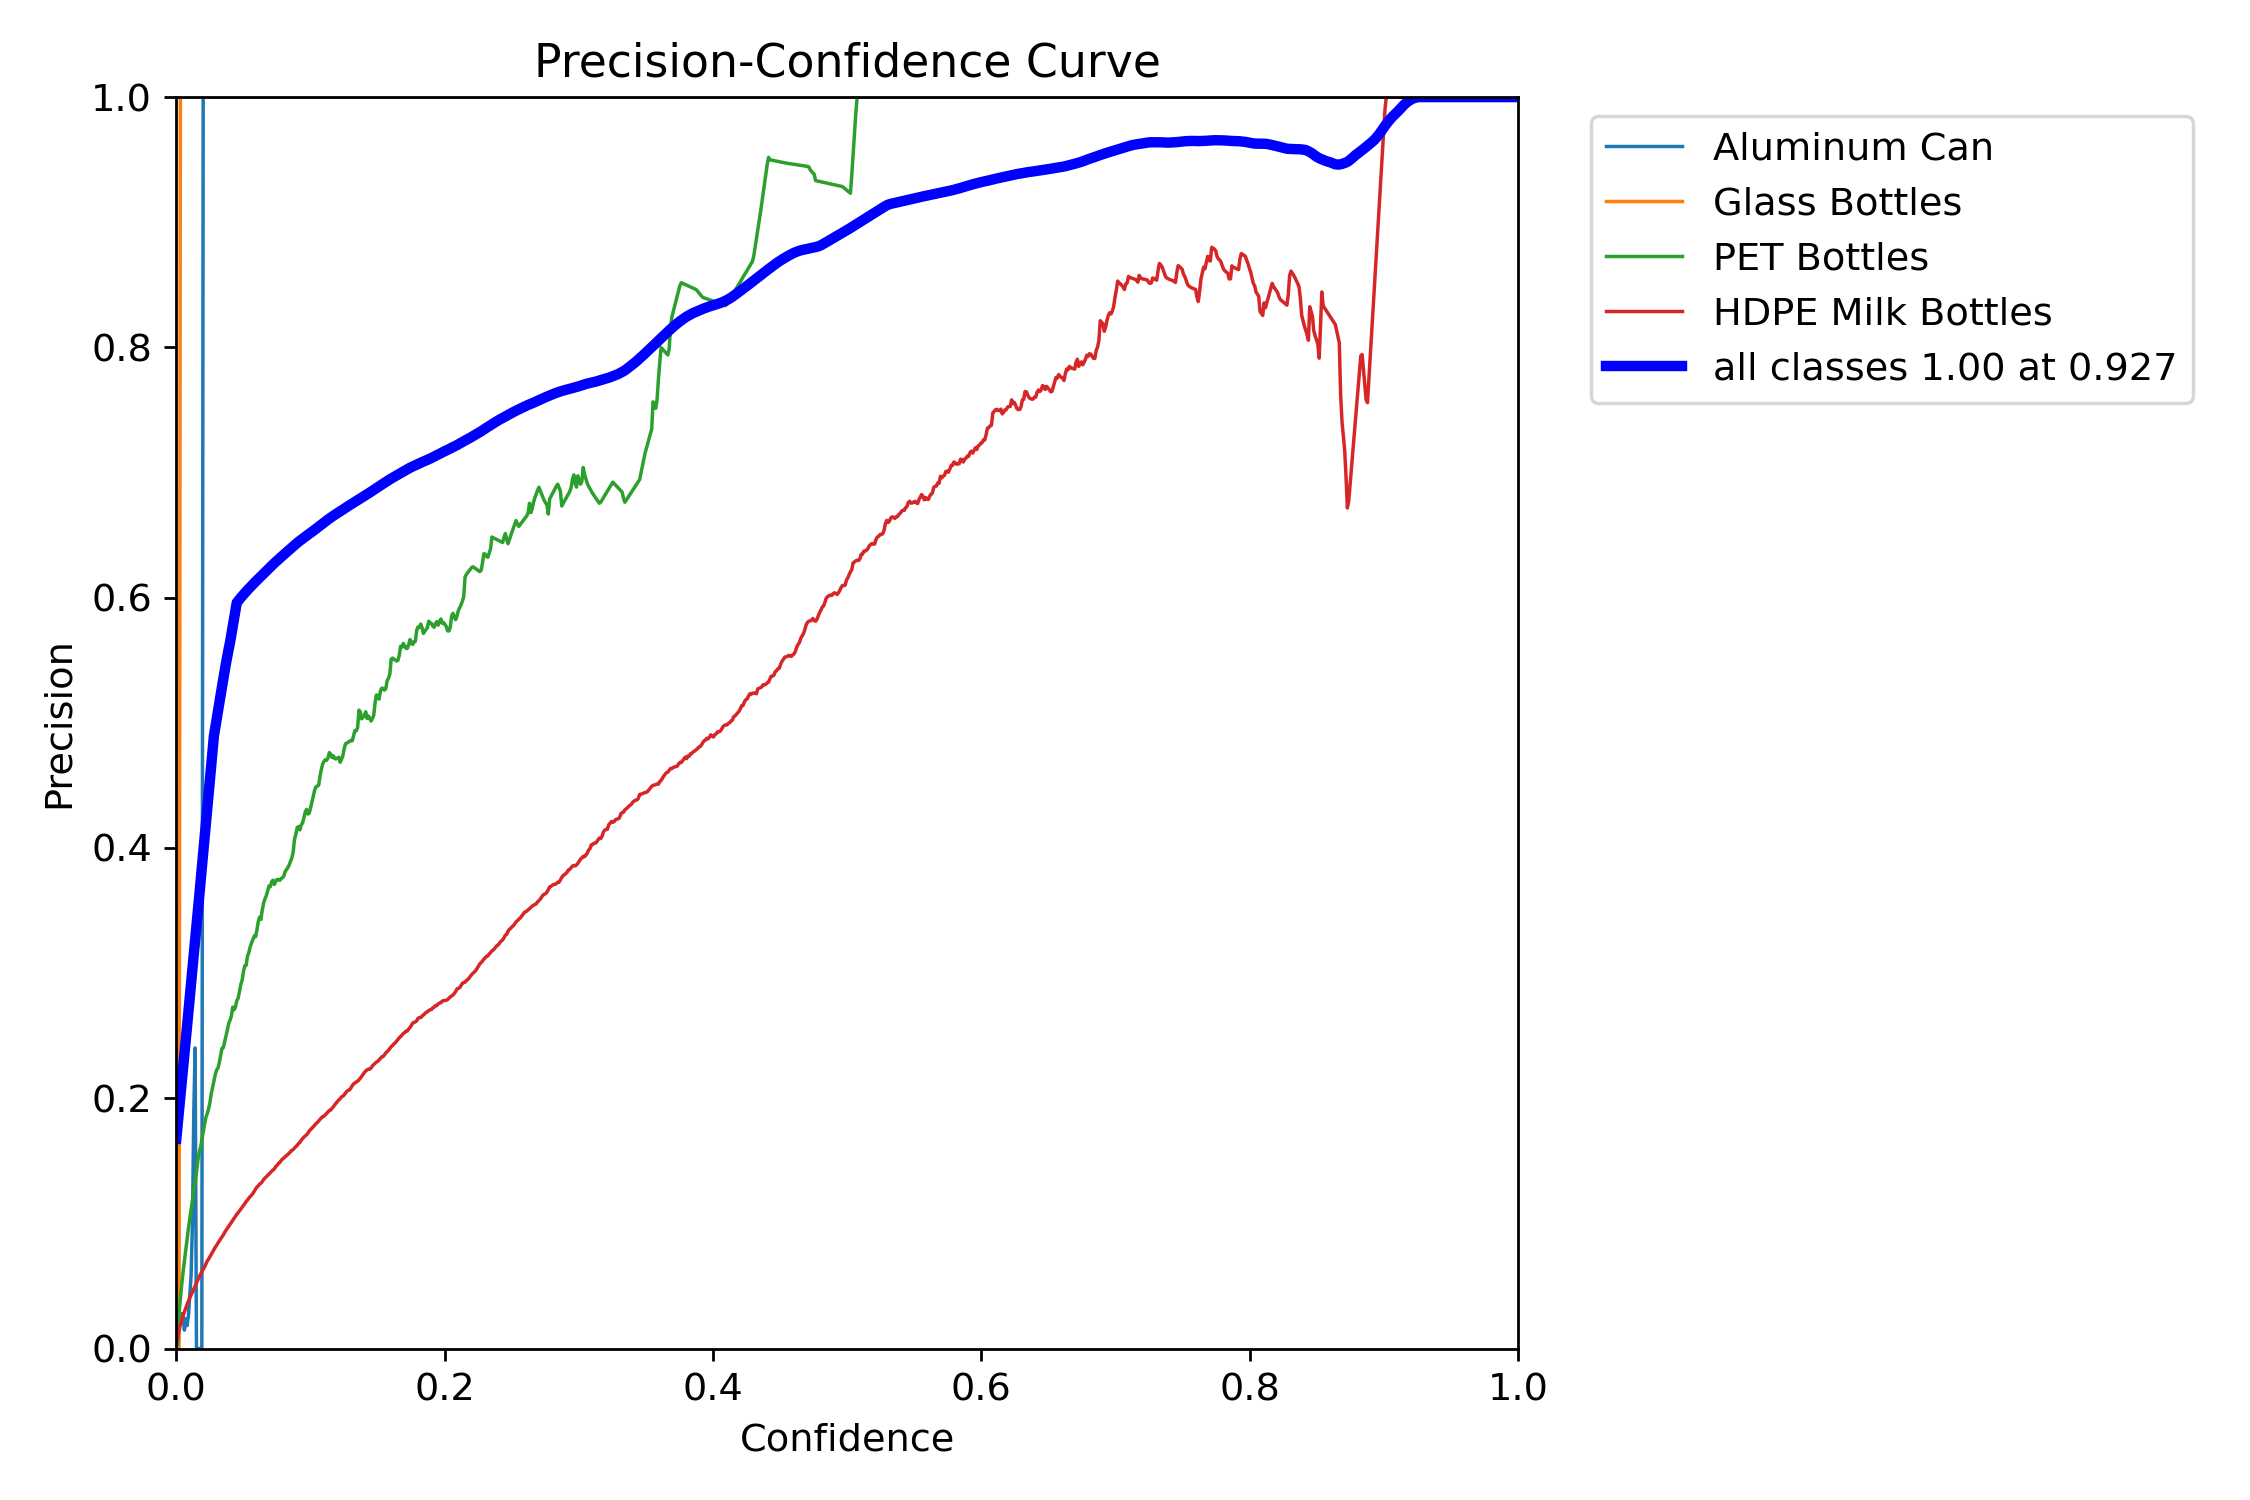 Precision-Confidence Curve
1.0
0.8
0.6
0.4
0.2
0.0
Precision
0.0 0.2 0.4 0.6 0.8 1.0
Confidence
Aluminum Can
Glass Bottles
PET Bottles
HDPE Milk Bottles
all classes 1.00 at 0.927